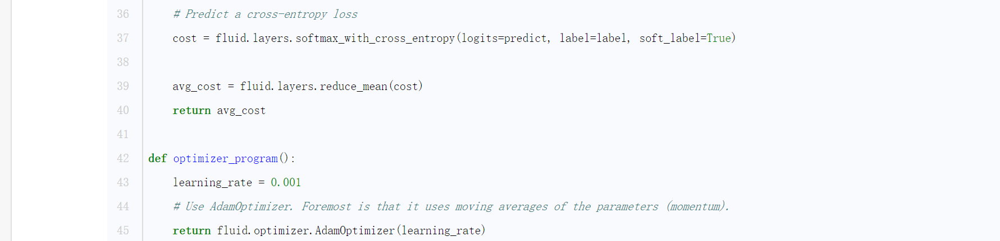 36 # Predict a cross-entropy loss
37 cost = fluid.layers.softmax_with_cross_entropy(logits=predict, label=label, soft_label=True)
38
39 avg_cost = fluid.layers.reduce_mean(cost)
40 return avg_cost
41
42 def optimizer_program():
43 learning_rate = 0.001
44 # Use AdamOptimizer. Foremost is that it uses moving averages of the parameters (momentum).
45 return fluid.optimizer.AdamOptimizer(learning_rate)